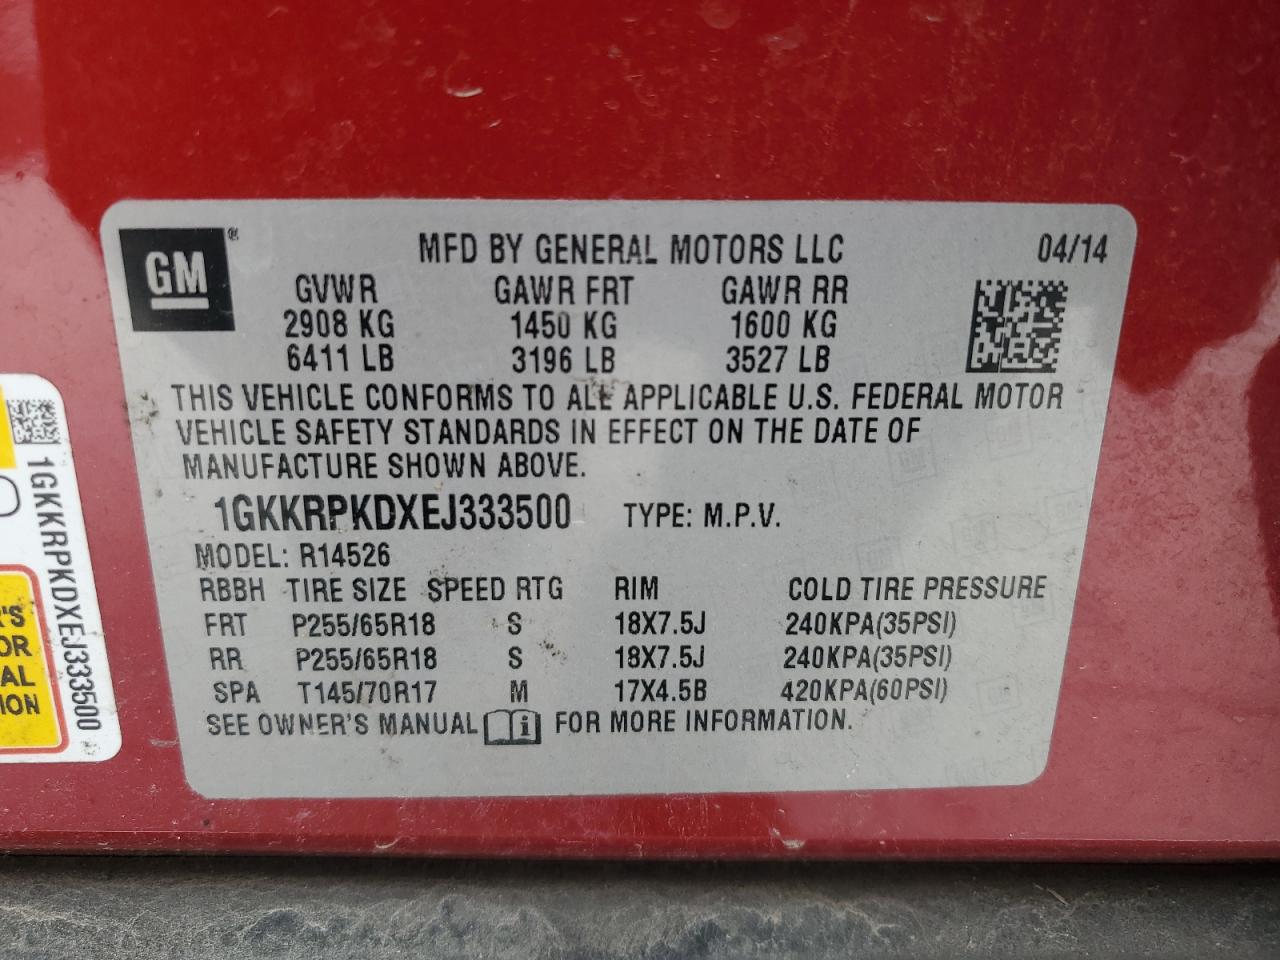 GM®
MFD BY GENERAL MOTORS LLC 04/14
GVWR GAWR FRT GAWR RR
2908 KG 1450 KG 1600 KG
6411 LB 3196 LB 3527 LB
THIS VEHICLE CONFORMS TO ALL APPLICABLE U.S. FEDERAL MOTOR
VEHICLE SAFETY STANDARDS IN EFFECT ON THE DATE OF
MANUFACTURE SHOWN ABOVE.
1GKKRPKDXEJ333500 TYPE: M.P.V.
MODEL: R14526
RBBH TIRE SIZE SPEED RTG RIM COLD TIRE PRESSURE
FRT P255/65R18 S 18X7.5J 240KPA(35PSI)
RR P255/65R18 S 18X7.5J 240KPA(35PSI)
SPA T145/70R17 M 17X4.5B 420KPA(60PSI)
SEE OWNER'S MANUAL i FOR MORE INFORMATION.
1GKKRPKDXEJ333500
'S
OR
AL
ION